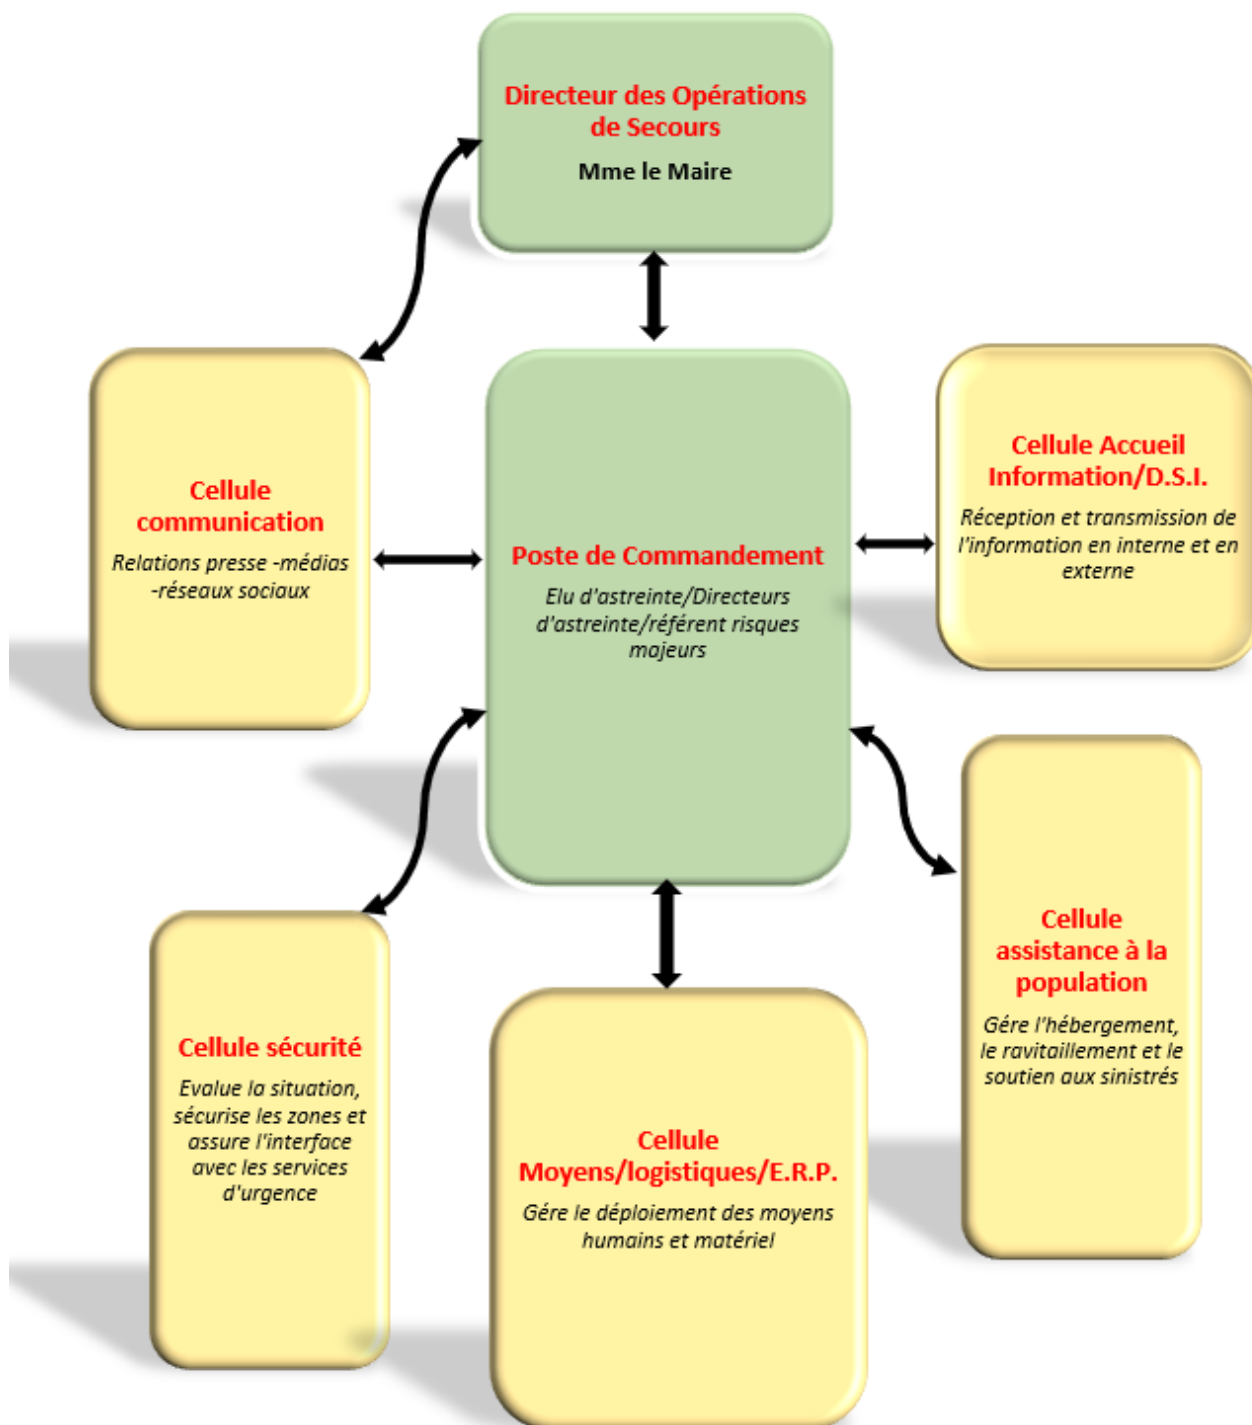 Directeur des Opérations
de Secours
Mme le Maire
Cellule
communication
Relations presse -médias
-réseaux sociaux
Poste de Commandement
Elu d'astreinte/Directeurs
d'astreinte/référent risques
majeurs
Cellule Accueil
Information/D.S.I.
Réception et transmission de
l'information en interne et en
externe
Cellule sécurité
Evalue la situation,
sécurise les zones et
assure l'interface
avec les services
d'urgence
Cellule
Moyens/logistiques/E.R.P.
Gére le déploiement des moyens
humains et matériel
Cellule
assistance à la
population
Gére l'hébergement,
le ravitaillement et le
soutien aux sinistrés